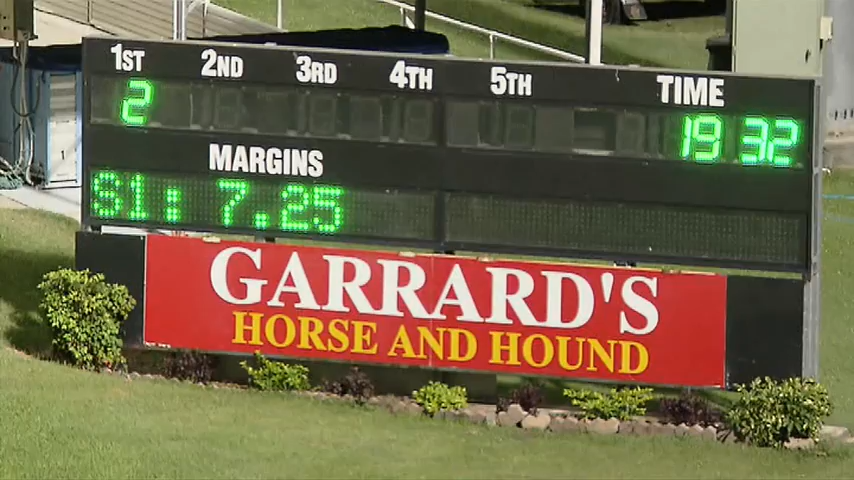 1ST 2ND 3RD 4TH 5TH TIME
2 19 32
MARGINS
S1: 7.25
GARRARD'S
HORSE AND HOUND